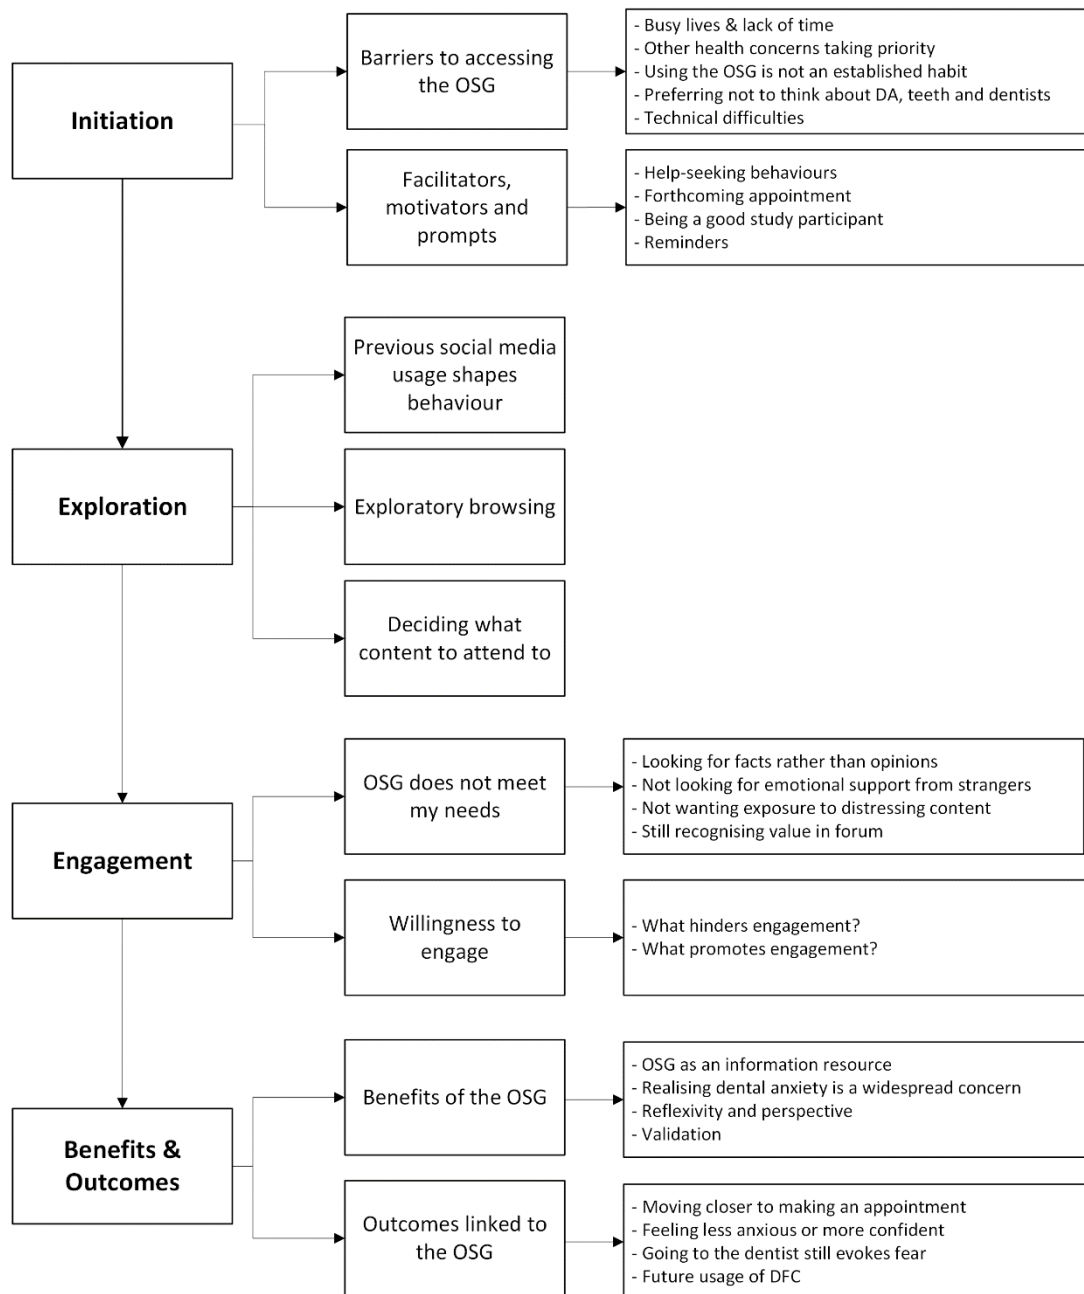 Initiation
Barriers to accessing
the OSG
- Busy lives & lack of time
- Other health concerns taking priority
- Using the OSG is not an established habit
- Preferring not to think about DA, teeth and dentists
- Technical difficulties
Facilitators,
motivators and
prompts
- Help-seeking behaviours
- Forthcoming appointment
- Being a good study participant
- Reminders
Exploration
Previous social media
usage shapes
behaviour
Exploratory browsing
Deciding what
content to attend to
Engagement
OSG does not meet
my needs
- Looking for facts rather than opinions
- Not looking for emotional support from strangers
- Not wanting exposure to distressing content
- Still recognising value in forum
Willingness to
engage
- What hinders engagement?
- What promotes engagement?
Benefits &
Outcomes
Benefits of the OSG
- OSG as an information resource
- Realising dental anxiety is a widespread concern
- Reflexivity and perspective
- Validation
Outcomes linked to
the OSG
- Moving closer to making an appointment
- Feeling less anxious or more confident
- Going to the dentist still evokes fear
- Future usage of DFC